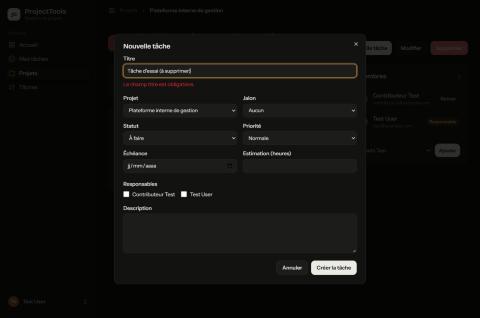 ProjectTools
Projets > Plateforme interne de gestion
Accueil
Mes tâches
Projets
Tâches
Modifier
Supprimer
Contributeur Test
Retirer
Test User
Responsable
Ajouter
Nouvelle tâche
×
Titre
Tâche d'essai (à supprimer)
Le champ titre est obligatoire.
Projet
Jalon
Plateforme interne de gestion
Aucun
Statut
Priorité
À faire
Normale
Échéance
Estimation (heures)
jj/mm/aaaa
Responsables
Contributeur Test
Test User
Description
Annuler
Créer la tâche
Test User